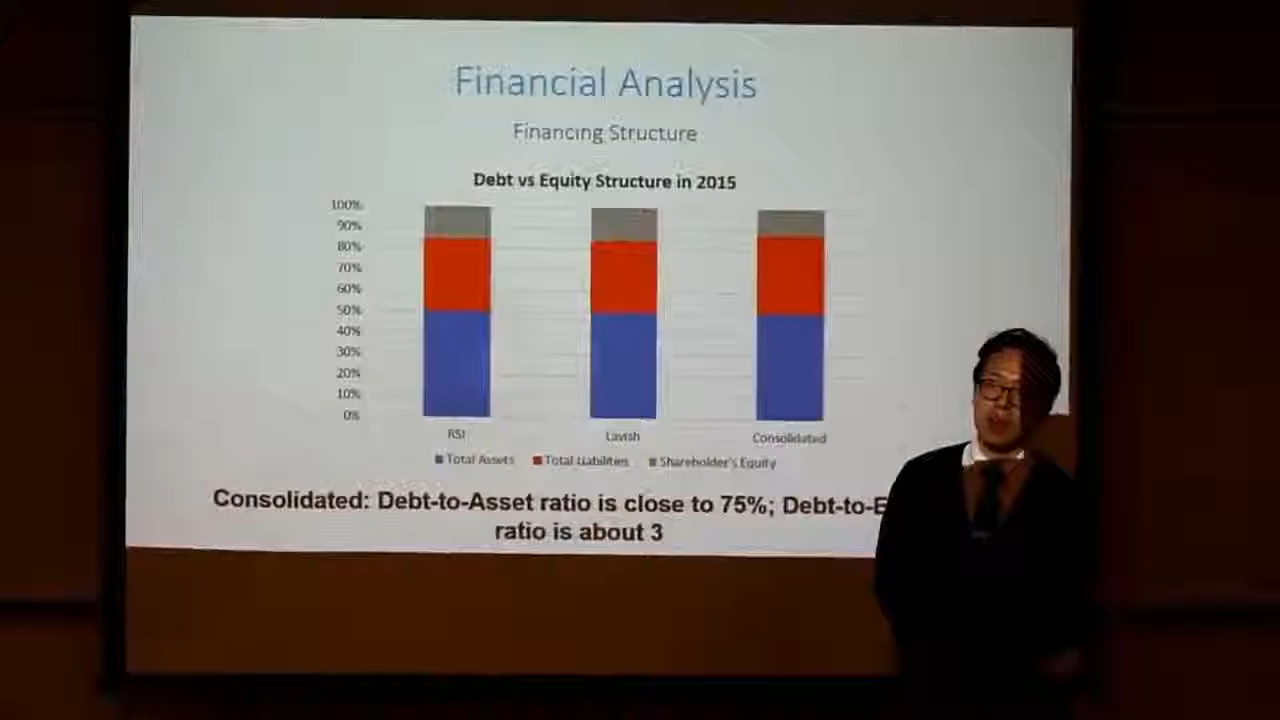 Financial Analysis
Financing Structure
Debt vs Equity Structure in 2015
100%
90%
80%
70%
60%
50%
40%
30%
20%
10%
0%
RSI Lavish Consolidated
Total Assets Total Liabilities Shareholder's Equity
Consolidated: Debt-to-Asset ratio is close to 75%; Debt-to-E
ratio is about 3